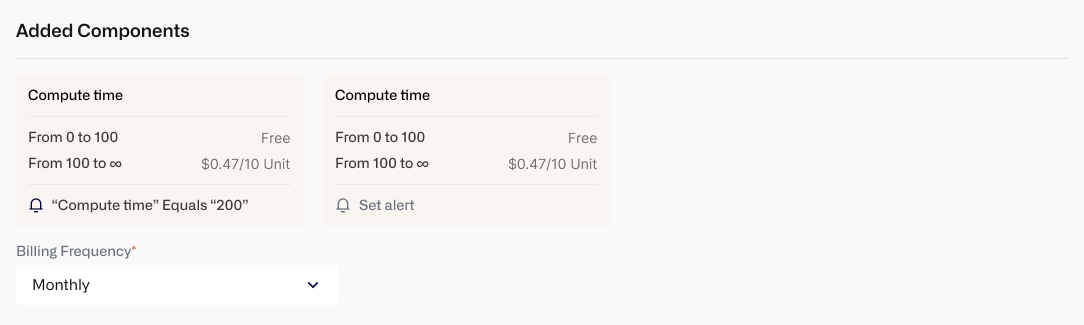 Added Components
Compute time
From 0 to 100 Free
From 100 to ∞ $0.47/10 Unit
“Compute time” Equals “200”
Compute time
From 0 to 100 Free
From 100 to ∞ $0.47/10 Unit
Set alert
Billing Frequency*
Monthly